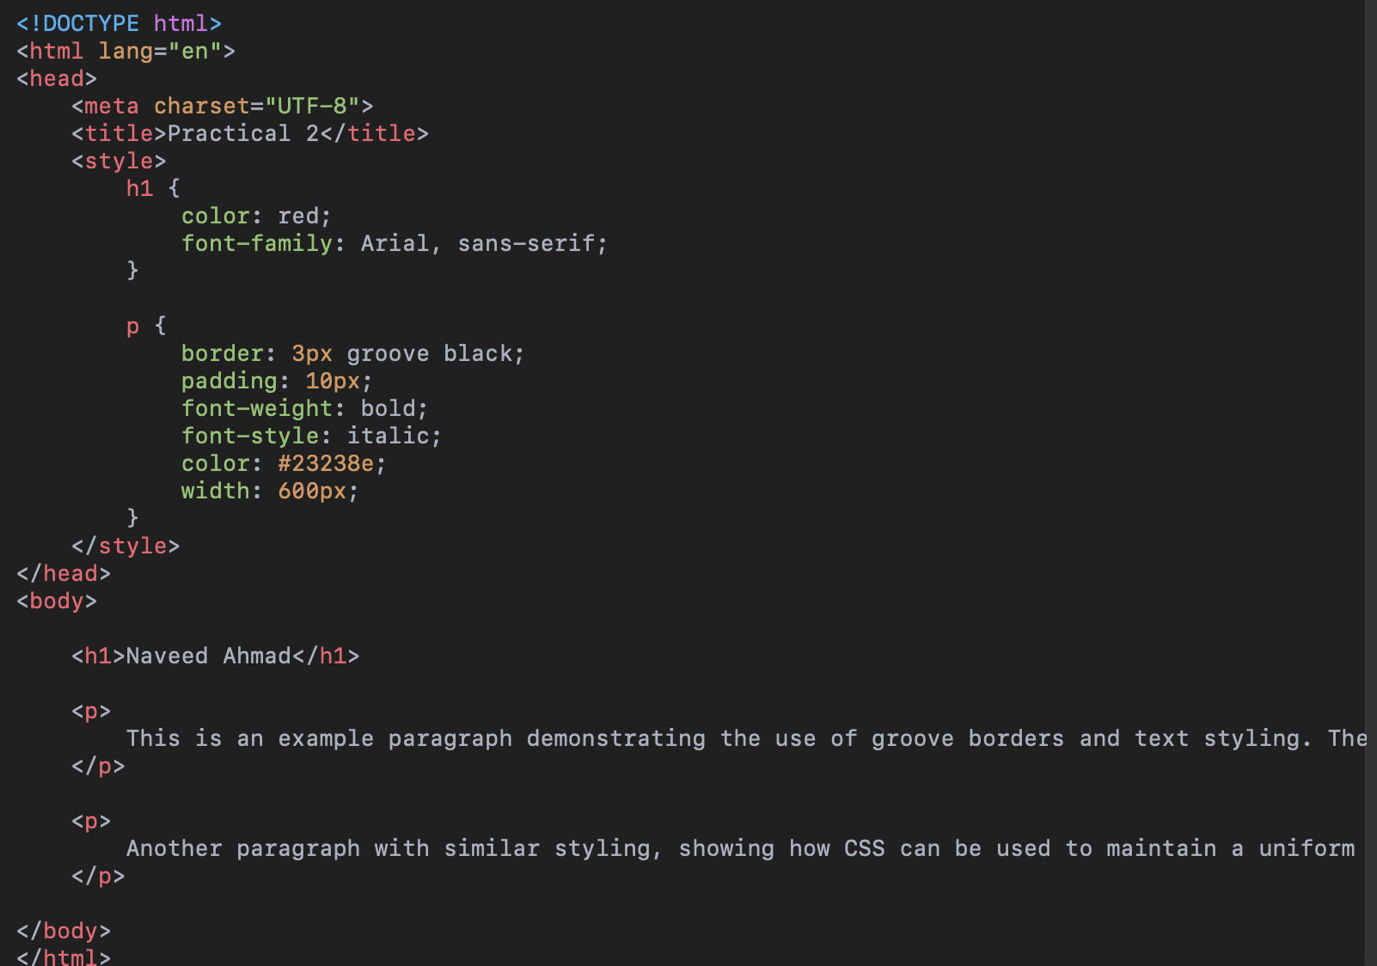 <!DOCTYPE html>
<html lang="en">
<head>
    <meta charset="UTF-8">
    <title>Practical 2</title>
    <style>
        h1 {
            color: red;
            font-family: Arial, sans-serif;
        }

        p {
            border: 3px groove black;
            padding: 10px;
            font-weight: bold;
            font-style: italic;
            color: #23238e;
            width: 600px;
        }
    </style>
</head>
<body>

    <h1>Naveed Ahmad</h1>

    <p>
        This is an example paragraph demonstrating the use of groove borders and text styling. The
    </p>

    <p>
        Another paragraph with similar styling, showing how CSS can be used to maintain a uniform
    </p>

</body>
</html>